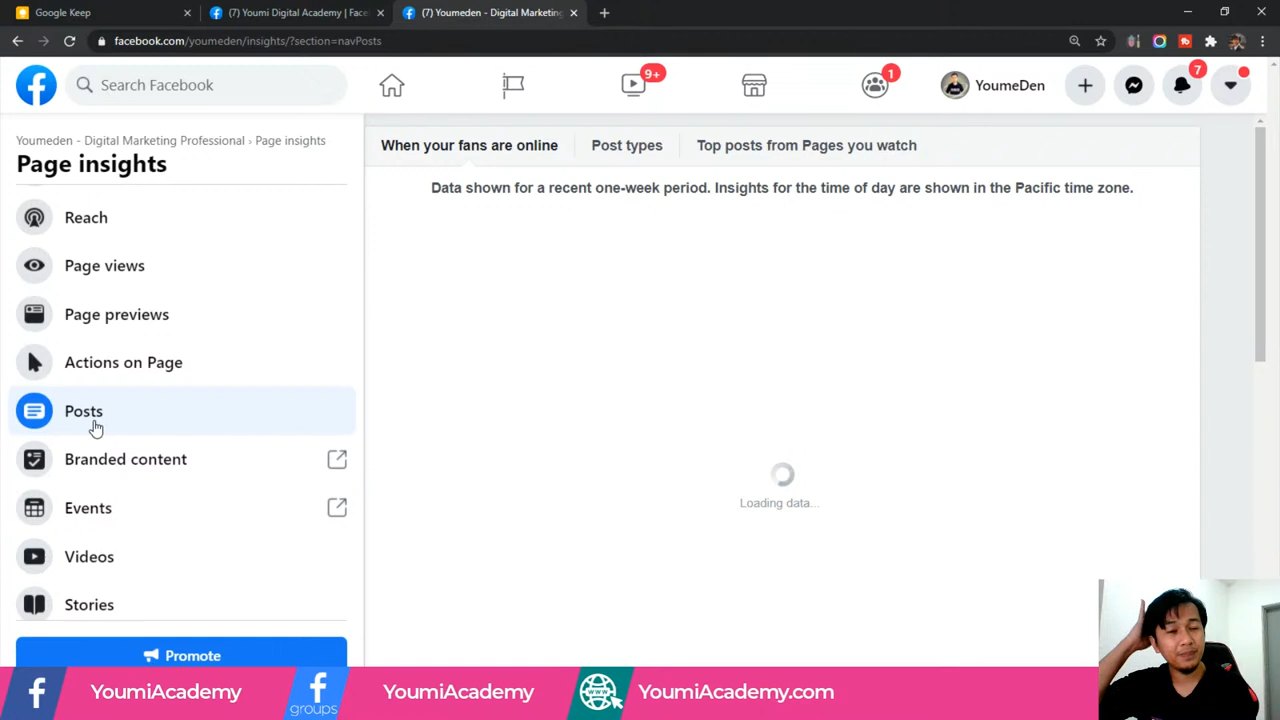 Google Keep
(7) Youmi Digital Academy | Face
(7) Youmeden - Digital Marketing
facebook.com/youmeden/insights/?section=navPosts
Search Facebook
9+
1
YoumeDen
7
Youmeden - Digital Marketing Professional › Page insights
Page insights
Reach
Page views
Page previews
Actions on Page
Posts
Branded content
Events
Videos
Stories
Promote
When your fans are online
Post types
Top posts from Pages you watch
Data shown for a recent one-week period. Insights for the time of day are shown in the Pacific time zone.
Loading data...
YoumiAcademy
groups
YoumiAcademy
WWW
YoumiAcademy.com